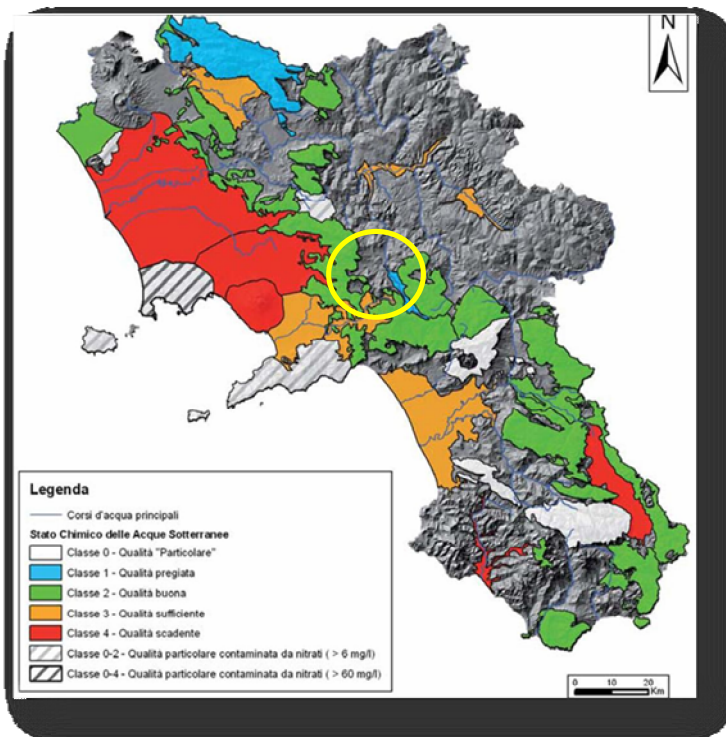 N
Legenda
Corsi d'acqua principali
Stato Chimico delle Acque Sotterranee
Classe 0 - Qualità "Particolare"
Classe 1 - Qualità pregiata
Classe 2 - Qualità buona
Classe 3 - Qualità sufficiente
Classe 4 - Qualità scadente
Classe 0-2 - Qualità particolare contaminata da nitrati ( > 6 mg/l)
Classe 0-4 - Qualità particolare contaminata da nitrati ( > 60 mg/l)
0 10 20
Km